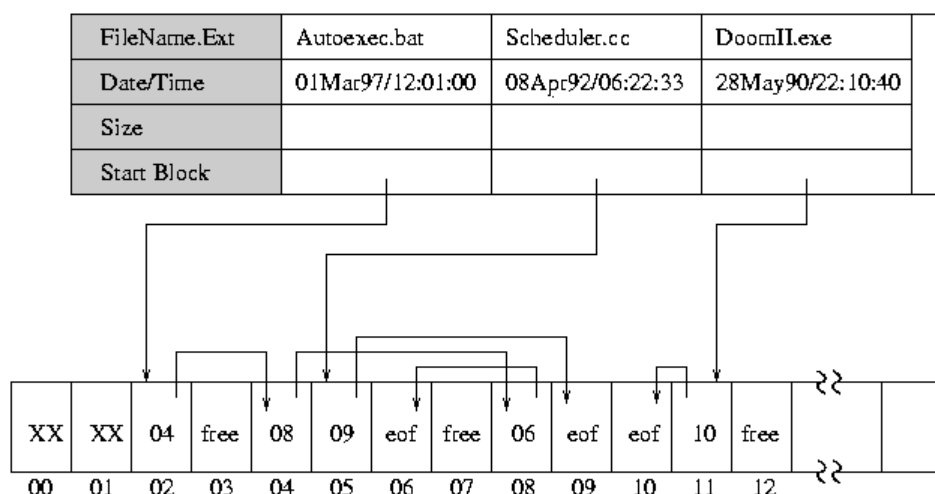 FileName.Ext Autoexec.bat Scheduler.cc DoomII.exe
Date/Time 01Mar97/12:01:00 08Apr92/06:22:33 28May90/22:10:40
Size
Start Block
XX XX 04 free 08 09 eof free 06 eof eof 10 free
00 01 02 03 04 05 06 07 08 09 10 11 12